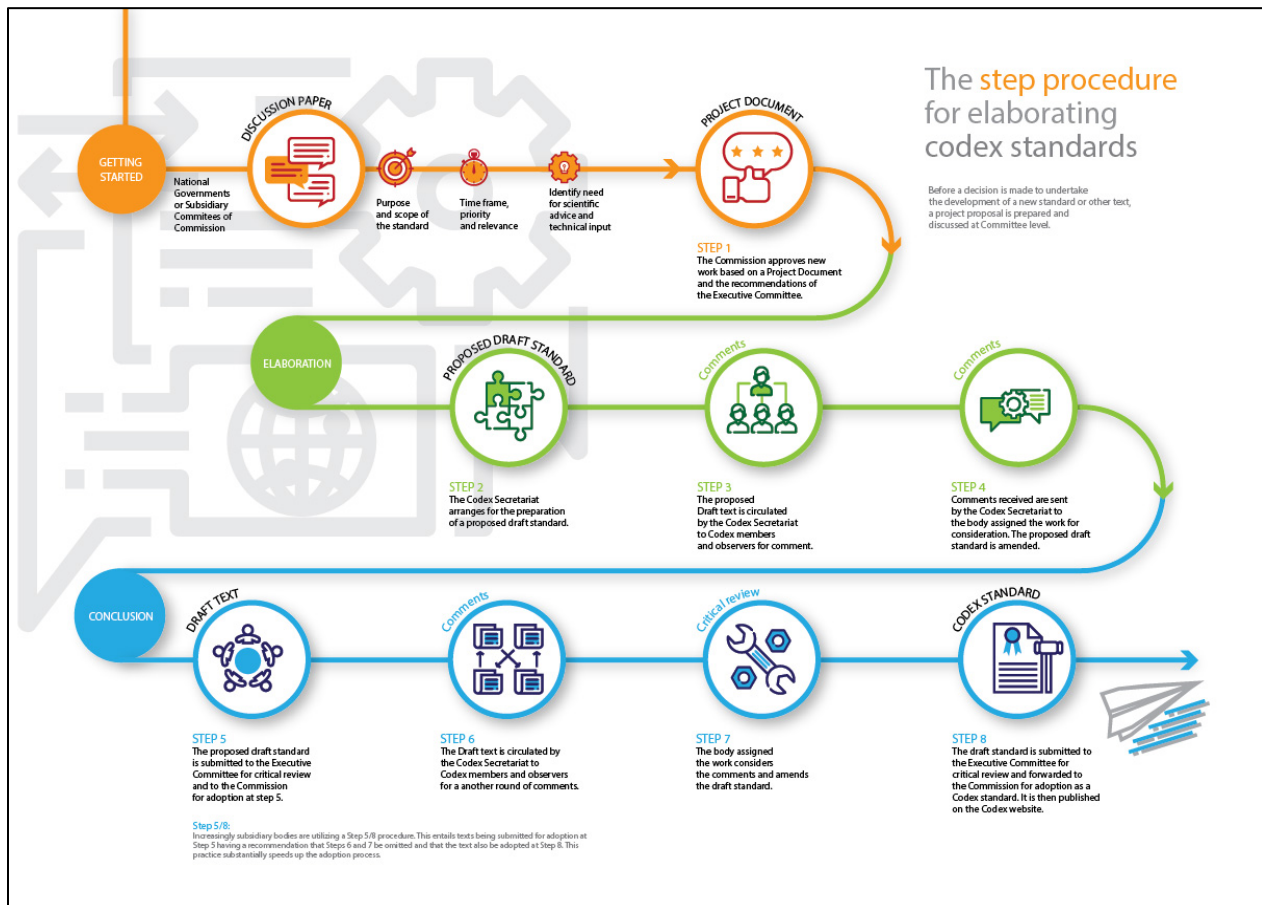 The step procedure
for elaborating
codex standards
Before a decision is made to undertake
the development of a new standard or other text,
a project proposal is prepared and
discussed at Committee level.
GETTING
STARTED
National
Governments
or Subsidiary
Commitees of
Commission
DISCUSSION PAPER
Purpose
and scope of
the standard
Time frame,
priority
and relevance
Identify need
for scientific
advice and
technical input
PROJECT DOCUMENT
STEP 1
The Commission approves new
work based on a Project Document
and the recommendations of
the Executive Committee.
ELABORATION
PROPOSED DRAFT STANDARD
STEP 2
The Codex Secretariat
arranges for the preparation
of a proposed draft standard.
Comments
STEP 3
The proposed
Draft text is circulated
by the Codex Secretariat
to Codex members
and observers for comment.
Comments
STEP 4
Comments received are sent
by the Codex Secretariat to
the body assigned the work for
consideration. The proposed draft
standard is amended.
CONCLUSION
DRAFT TEXT
STEP 5
The proposed draft standard
is submitted to the Executive
Committee for critical review
and to the Commission
for adoption at step 5.
Comments
STEP 6
The Draft text is circulated by
the Codex Secretariat to
Codex members and observers
for a another round of comments.
Critical review
STEP 7
The body assigned
the work considers
the comments and amends
the draft standard.
CODEX STANDARD
STEP 8
The draft standard is submitted to
the Executive Committee for
critical review and forwarded to
the Commission for adoption as a
Codex standard. It is then published
on the Codex website.
Step 5/8:
Increasingly subsidiary bodies are utilizing a Step 5/8 procedure. This entails texts being submitted for adoption at
Step 5 having a recommendation that Steps 6 and 7 be omitted and that the text also be adopted at Step 8. This
practice substantially speeds up the adoption process.